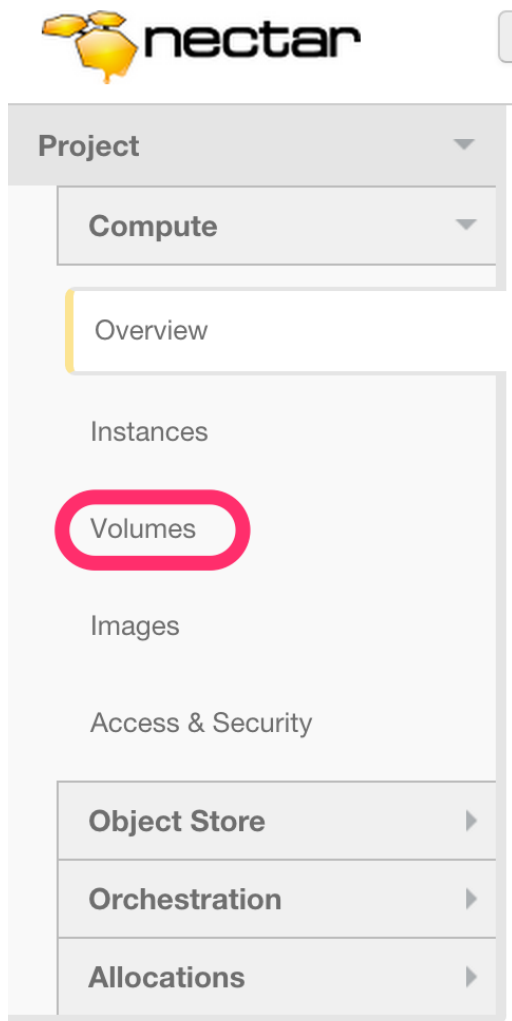 nectar
Project
Compute
Overview
Instances
Volumes
Images
Access & Security
Object Store
Orchestration
Allocations